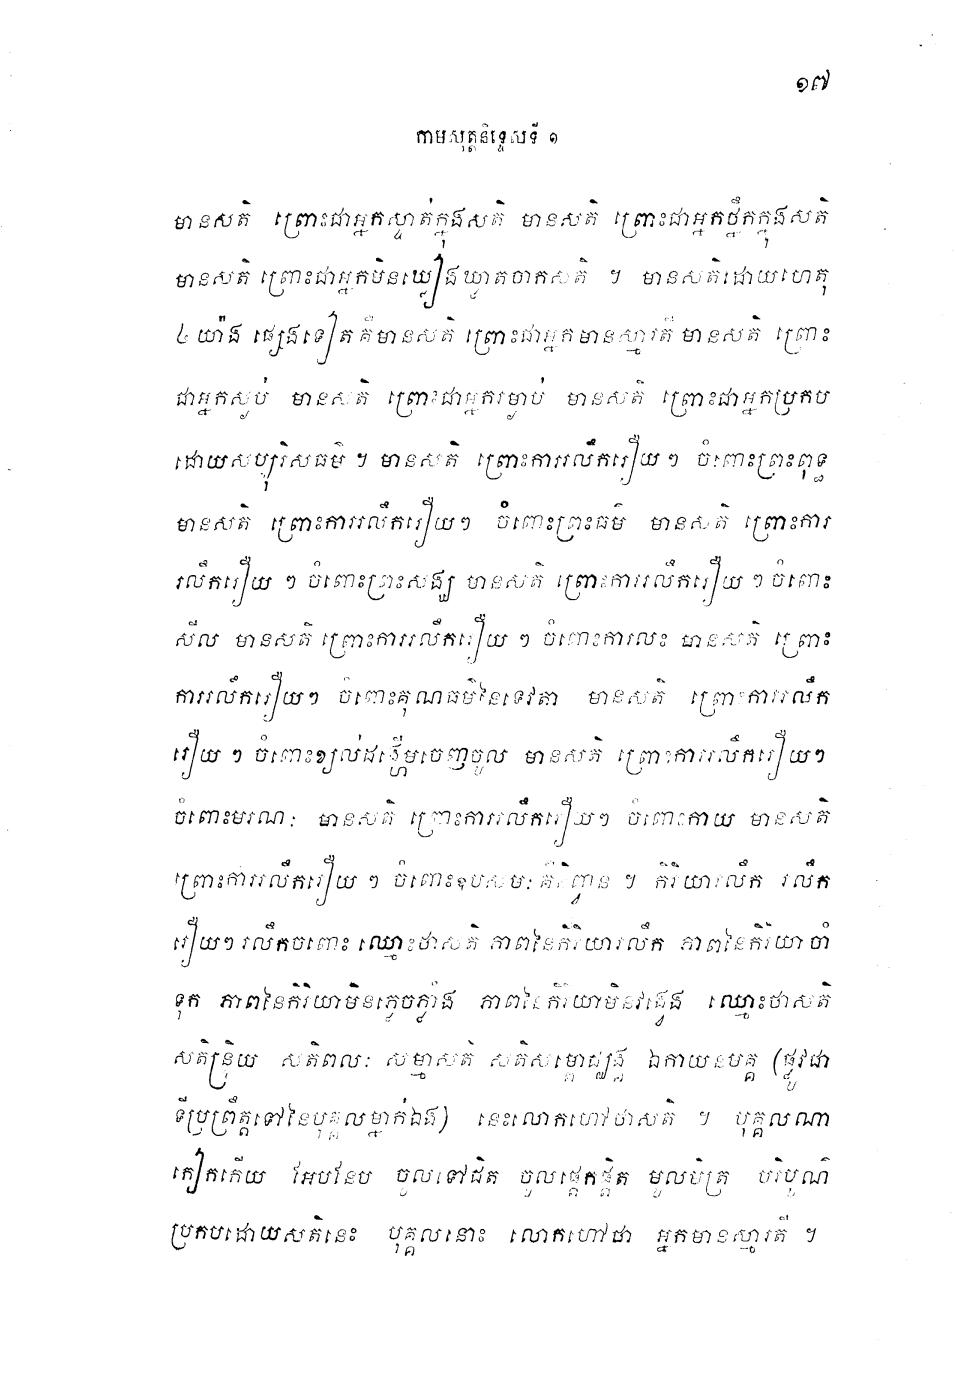 ១៧
កាមសុត្តនិទ្ទេសទី ១
មានសតិ ព្រោះជាអ្នកស្ទាត់ក្នុងសតិ មានសតិ ព្រោះជាអ្នកថ្នឹកក្នុងសតិ
មានសតិ ព្រោះជាអ្នកមិនឃ្លៀងឃ្លាតចាកសតិ ។ មានសតិដោយហេតុ
៤ យ៉ាង ផ្សេងទៀតគឺមានសតិ ព្រោះជាអ្នកមានស្មារតី មានសតិ ព្រោះ
ជាអ្នកស្ងប់ មានសតិ ព្រោះជាអ្នករម្ងាប់ មានសតិ ព្រោះជាអ្នកប្រកប
ដោយសប្បុរិសធម៌ ។ មានសតិ ព្រោះការរលឹករឿយ ៗ ចំពោះព្រះពុទ្ធ
មានសតិ ព្រោះការរលឹករឿយ ៗ ចំពោះព្រះធម៌ មានសតិ ព្រោះការ
រលឹករឿយ ៗ ចំពោះព្រះសង្ឃ មានសតិ ព្រោះការរលឹករឿយ ៗ ចំពោះ
សីល មានសតិ ព្រោះការរលឹករឿយ ៗ ចំពោះការលះ មានសតិ ព្រោះ
ការរលឹករឿយ ៗ ចំពោះគុណធម៌នៃទេវតា មានសតិ ព្រោះការរលឹក
រឿយ ៗ ចំពោះខ្យល់ដង្ហើមចេញចូល មានសតិ ព្រោះការរលឹករឿយ ៗ
ចំពោះមរណៈ មានសតិ ព្រោះការរលឹករឿយ ៗ ចំពោះកាយ មានសតិ
ព្រោះការរលឹករឿយ ៗ ចំពោះឧបសមៈគឺនិព្វាន ។ កិរិយារលឹក រលឹក
រឿយ ៗ រលឹកចំពោះ ឈ្មោះថាសតិ ភាពនៃកិរិយារលឹក ភាពនៃកិរិយាចាំ
ទុក ភាពនៃកិរិយាមិនភ្លេចភ្លាំង ភាពនៃកិរិយាមិនវង្វេង ឈ្មោះថាសតិ
សតិន្ទ្រិយ សតិពលៈ សម្មាសតិ សតិសម្ពោជ្ឈង្គ ឯកាយនមគ្គ (ផ្លូវជា
ទីប្រព្រឹត្តទៅនៃបុគ្គលម្នាក់ឯង) នេះលោកហៅថាសតិ ។ បុគ្គលណា
កៀកកើយ អែបនែប ចូលទៅជិត ចូលផ្តេកផ្តិត មូលមិត្រ បរិបូណ៌
ប្រកបដោយសតិនេះ បុគ្គលនោះ លោកហៅថា អ្នកមានស្មារតី ។